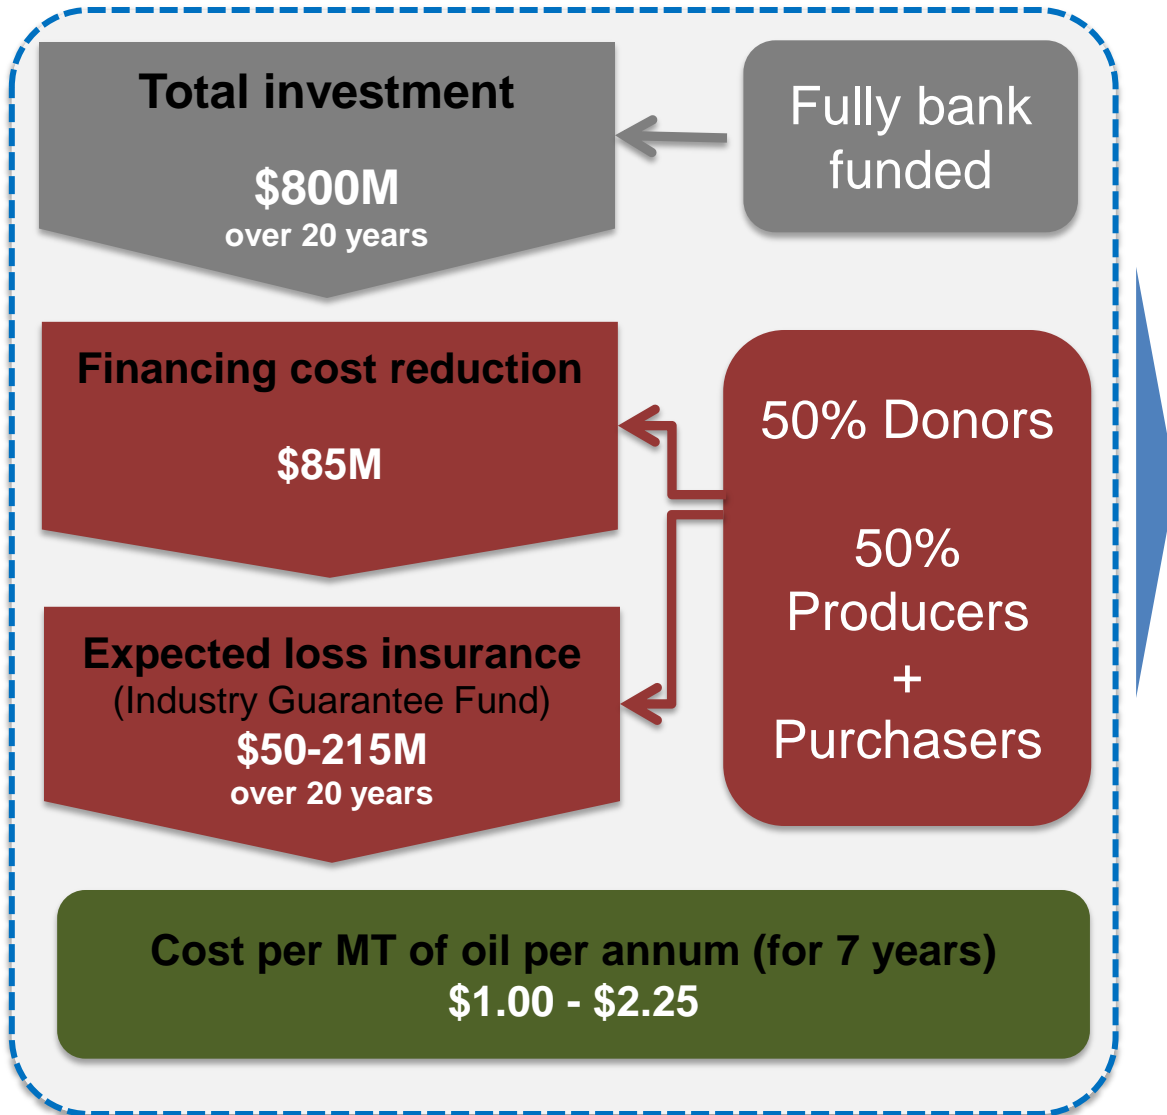 Total investment
$800M
over 20 years
Fully bank
funded
Financing cost reduction
$85M
50% Donors
50%
Producers
+
Purchasers
Expected loss insurance
(Industry Guarantee Fund)
$50-215M
over 20 years
Cost per MT of oil per annum (for 7 years)
$1.00 - $2.25